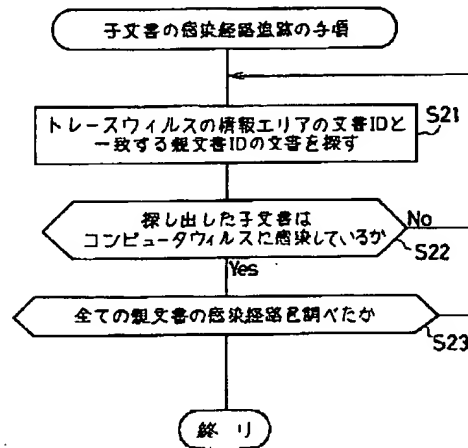 子文書の感染経路追跡の手順
トレースウィルスの情報エリアの文書IDと
一致する親文書IDの文書を探す
S21
探し出した子文書は
コンピュータウィルスに感染しているか
No
S22
Yes
全ての親文書の感染経路を調べたか
S23
終り